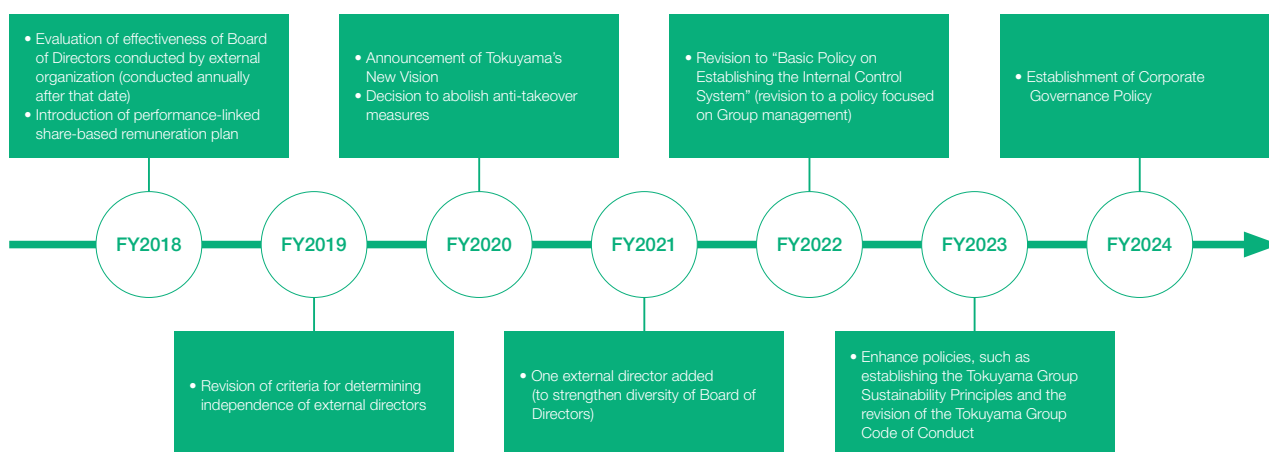 • Evaluation of effectiveness of Board
of Directors conducted by external
organization (conducted annually
after that date)
• Introduction of performance-linked
share-based remuneration plan
• Announcement of Tokuyama's
New Vision
• Decision to abolish anti-takeover
measures
• Revision to “Basic Policy on
Establishing the Internal Control
System” (revision to a policy focused
on Group management)
• Establishment of Corporate
Governance Policy
FY2018
FY2019
FY2020
FY2021
FY2022
FY2023
FY2024
• Revision of criteria for determining
independence of external directors
• One external director added
(to strengthen diversity of Board of
Directors)
• Enhance policies, such as
establishing the Tokuyama Group
Sustainability Principles and the
revision of the Tokuyama Group
Code of Conduct